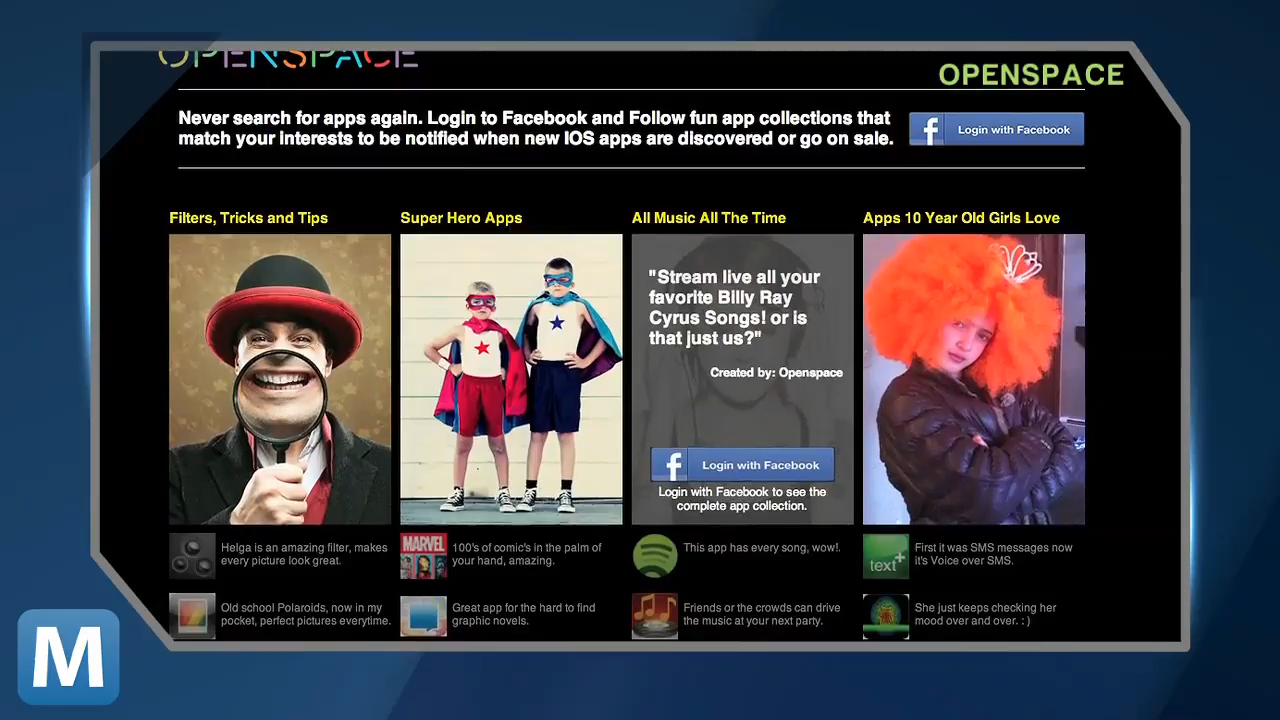 OPENSPACE
OPENSPACE
Never search for apps again. Login to Facebook and Follow fun app collections that
match your interests to be notified when new IOS apps are discovered or go on sale.
f Login with Facebook
Filters, Tricks and Tips
Super Hero Apps
All Music All The Time
Apps 10 Year Old Girls Love
"Stream live all your
favorite Billy Ray
Cyrus Songs! or is
that just us?"
Created by: Openspace
f Login with Facebook
Login with Facebook to see the
complete app collection.
Helga is an amazing filter, makes
every picture look great.
MARVEL
100's of comic's in the palm of
your hand, amazing.
This app has every song, wow!.
text+
First it was SMS messages now
it's Voice over SMS.
Old school Polaroids, now in my
pocket, perfect pictures everytime.
Great app for the hard to find
graphic novels.
Friends or the crowds can drive
the music at your next party.
She just keeps checking her
mood over and over. : )
M